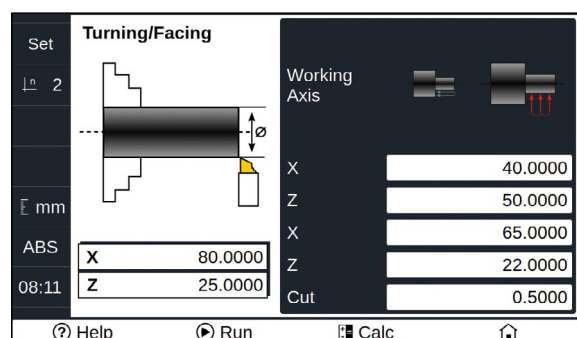 Set
2
mm
ABS
08:11
Turning/Facing
Ø
X 80.0000
Z 25.0000
Working
Axis
X 40.0000
Z 50.0000
X 65.0000
Z 22.0000
Cut 0.5000
? Help
Run
Calc